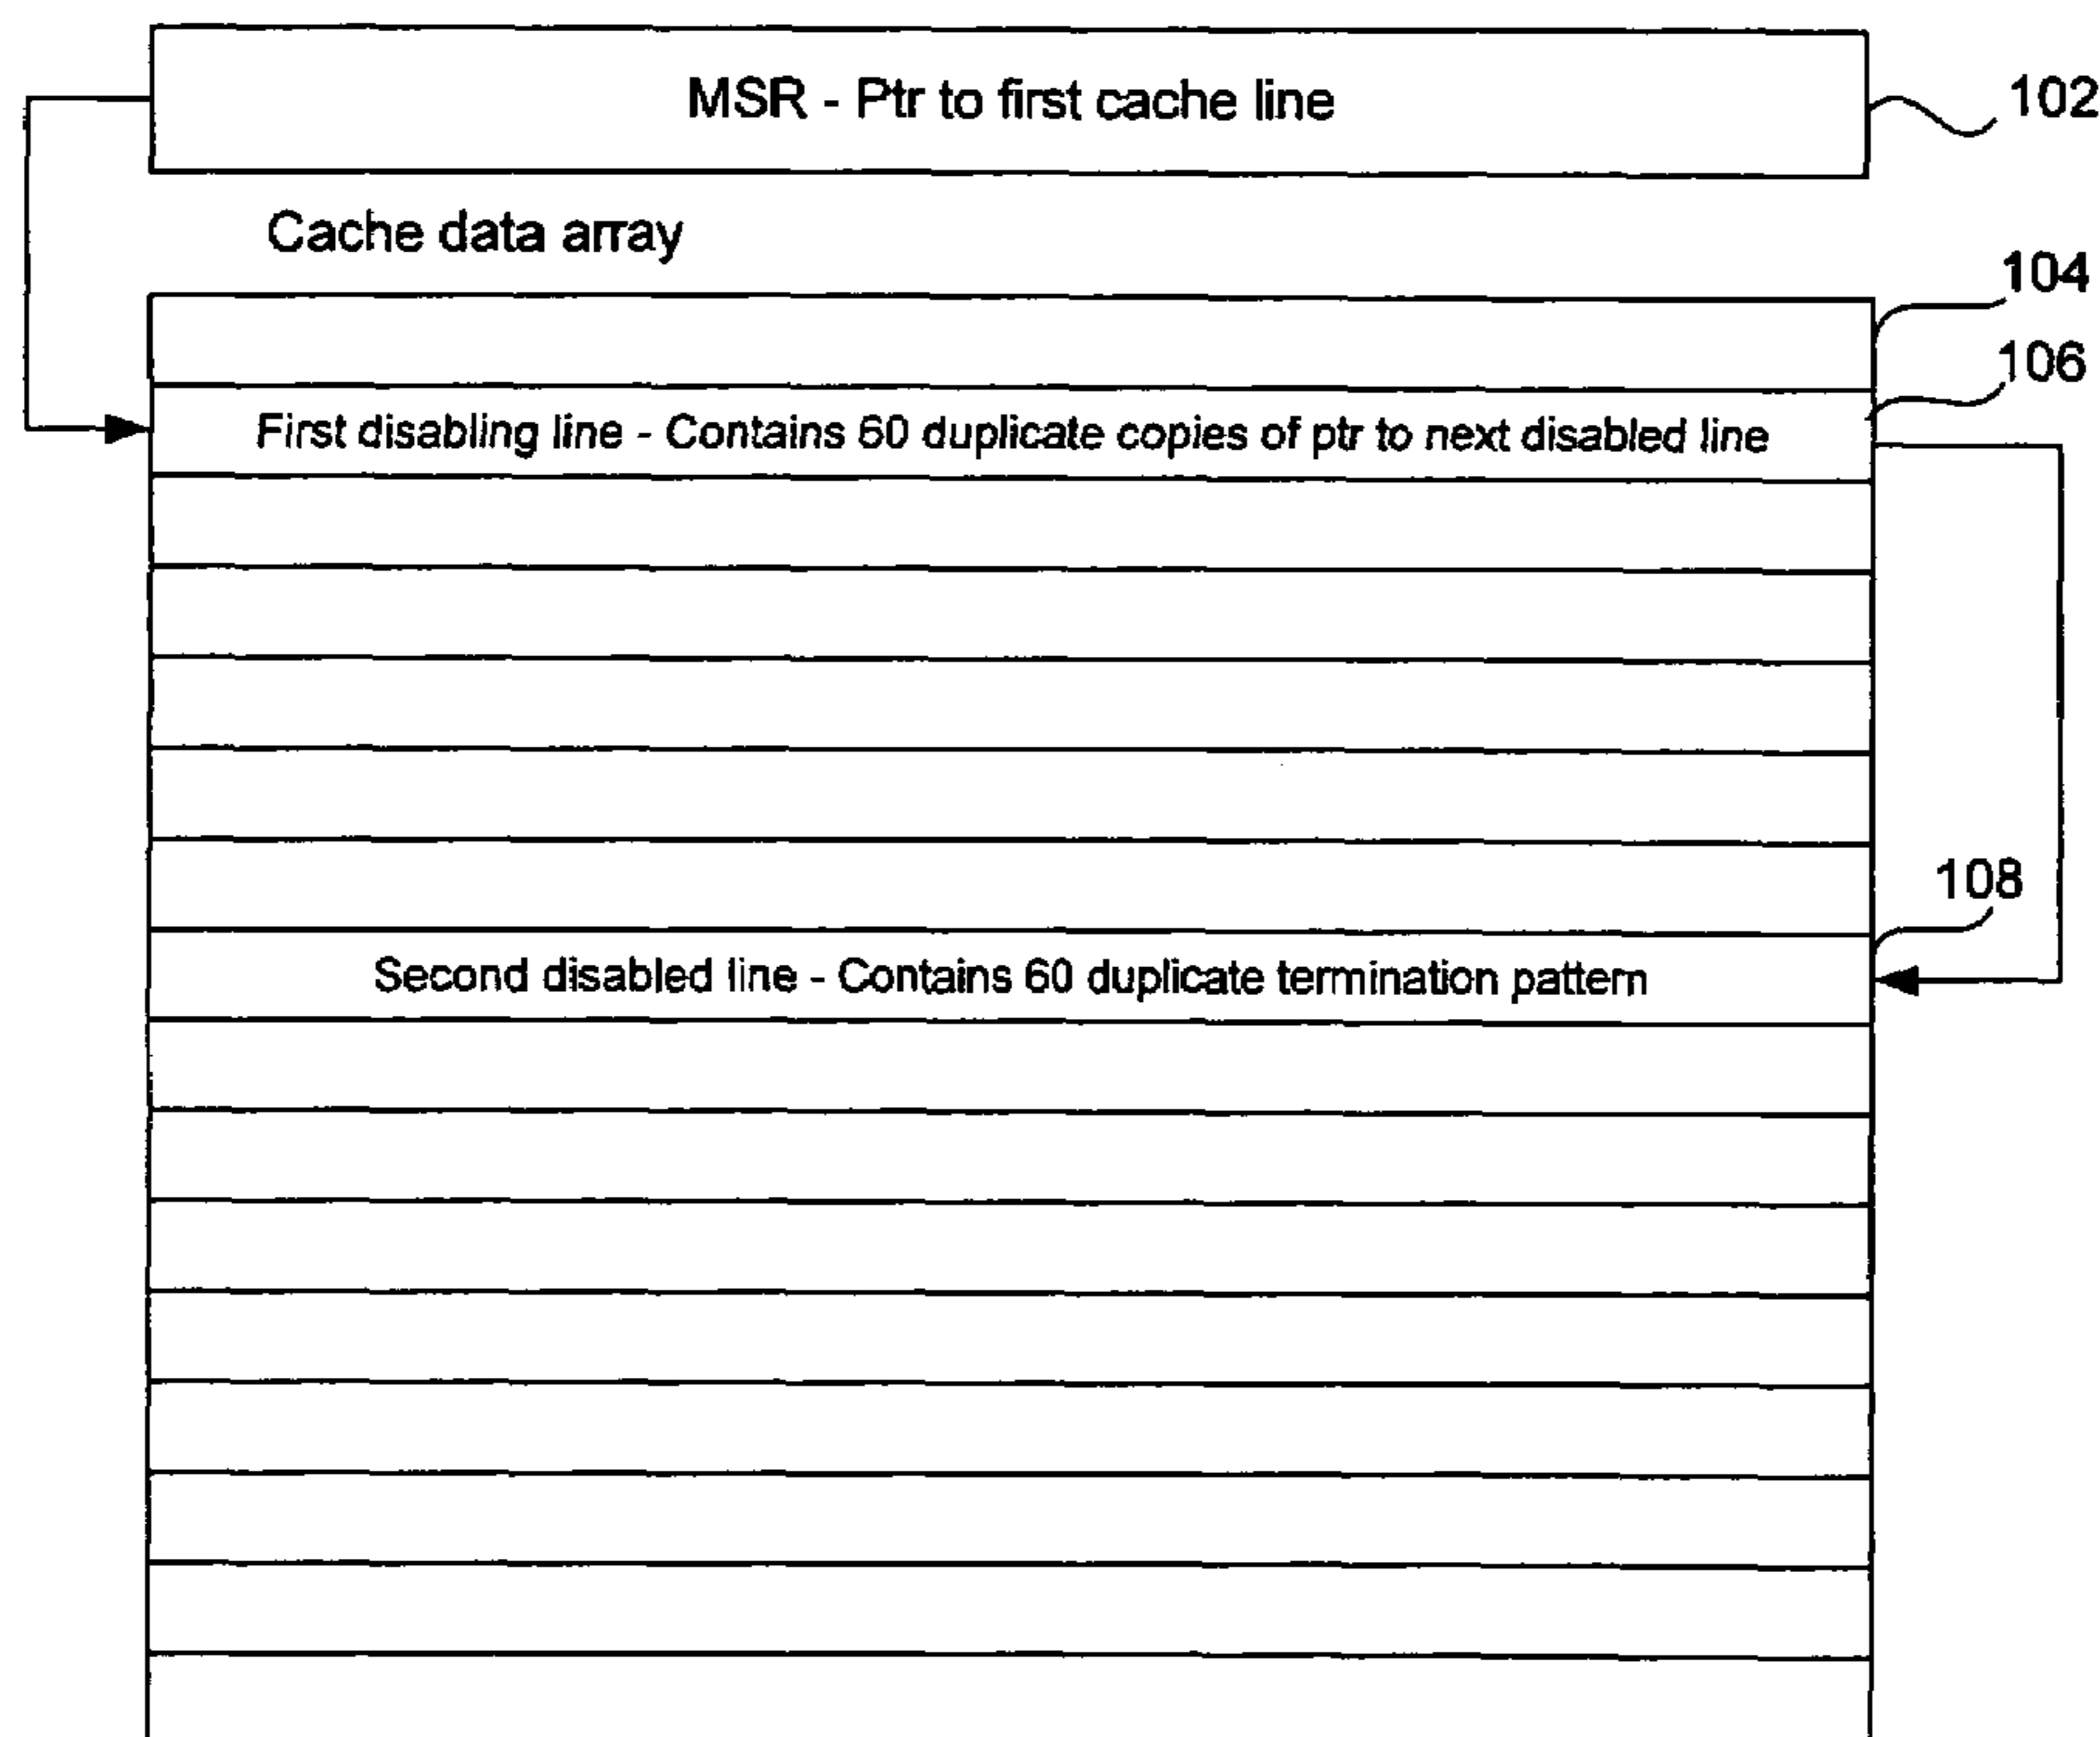 MSR - Ptr to first cache line
102
Cache data array
104
106
First disabling line - Contains 60 duplicate copies of ptr to next disabled line
108
Second disabled line - Contains 60 duplicate termination pattern